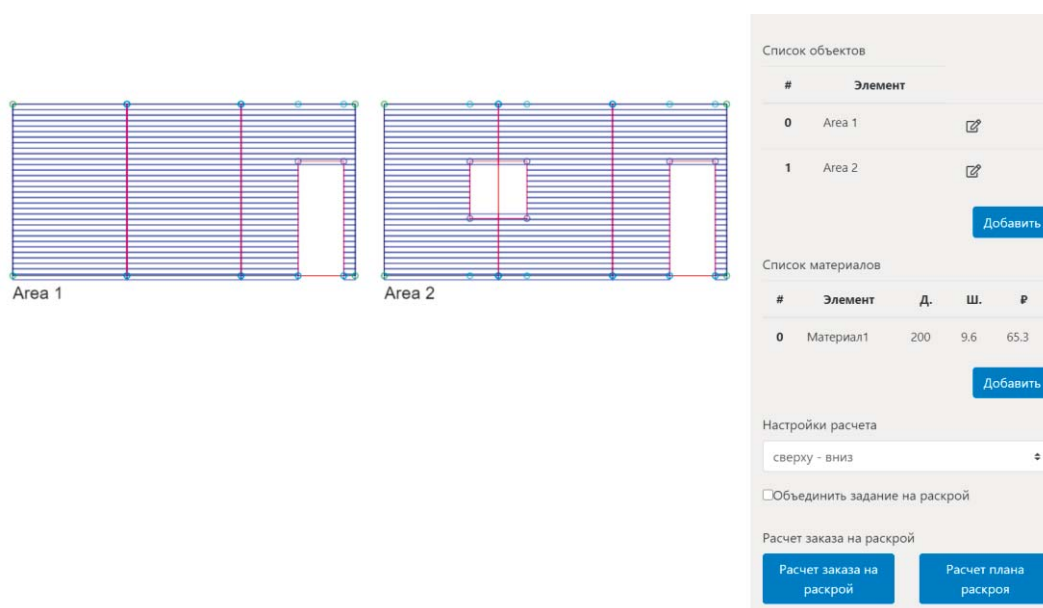 Area 1
Area 2
Список объектов
# Элемент
0 Area 1
1 Area 2
Добавить
Список материалов
# Элемент Д. Ш. ₽
0 Материал1 200 9.6 65.3
Добавить
Настройки расчета
сверху - вниз
Объединить задание на раскрой
Расчет заказа на раскрой
Расчет заказа на
раскрой
Расчет плана
раскроя